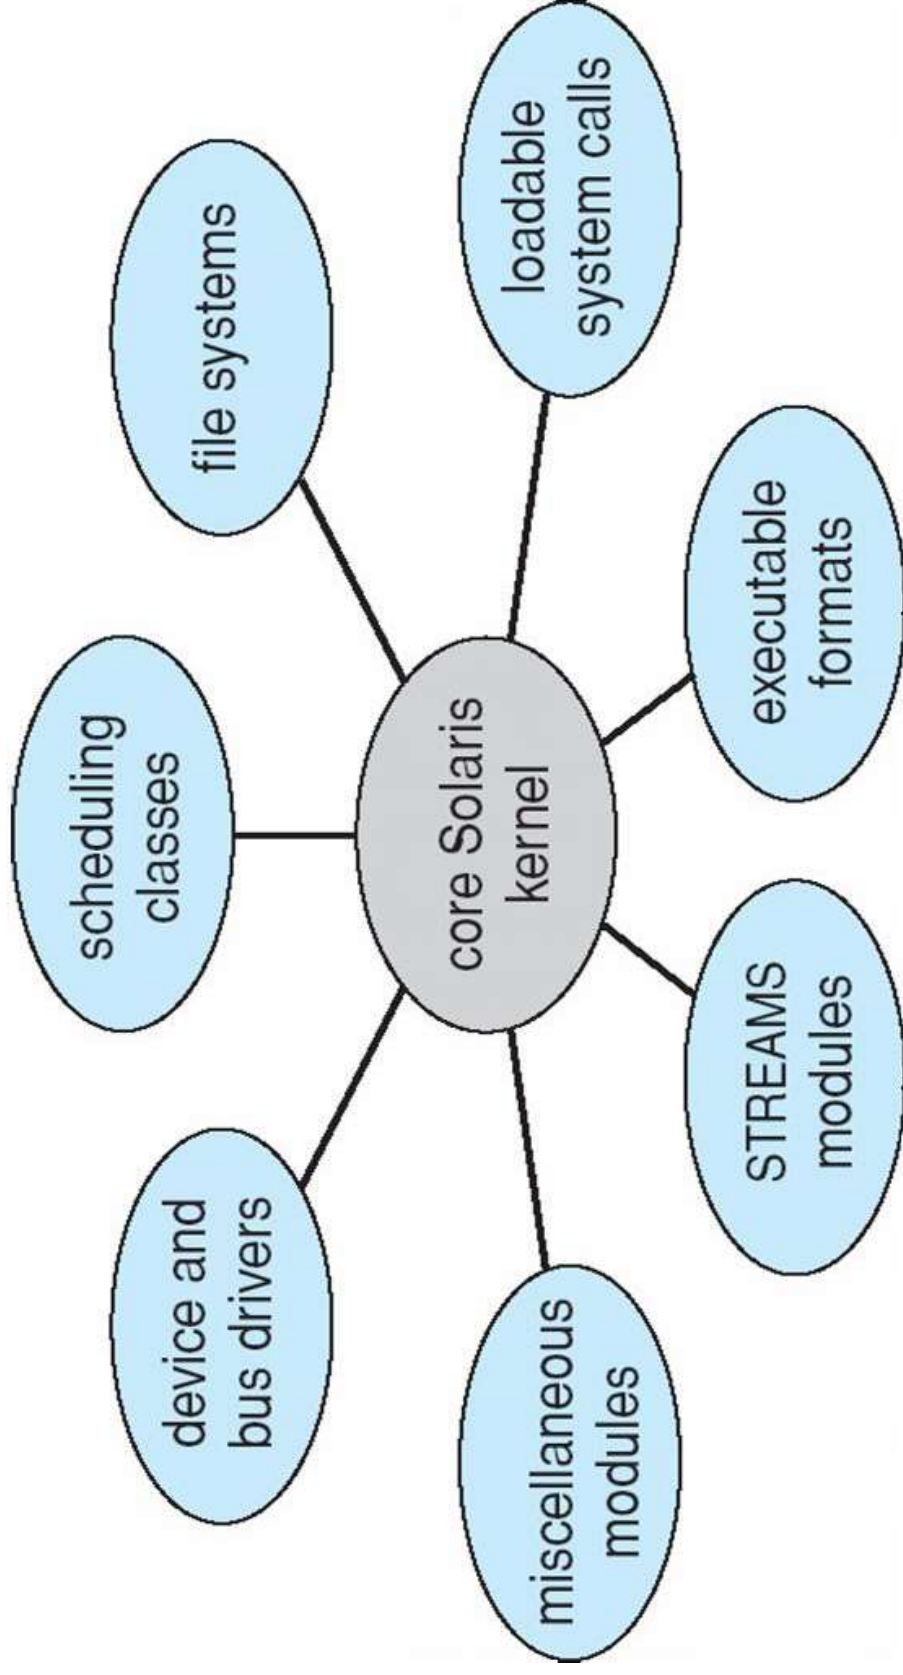 scheduling
classes
file systems
loadable
system calls
executable
formats
STREAMS
modules
miscellaneous
modules
device and
bus drivers
core Solaris
kernel